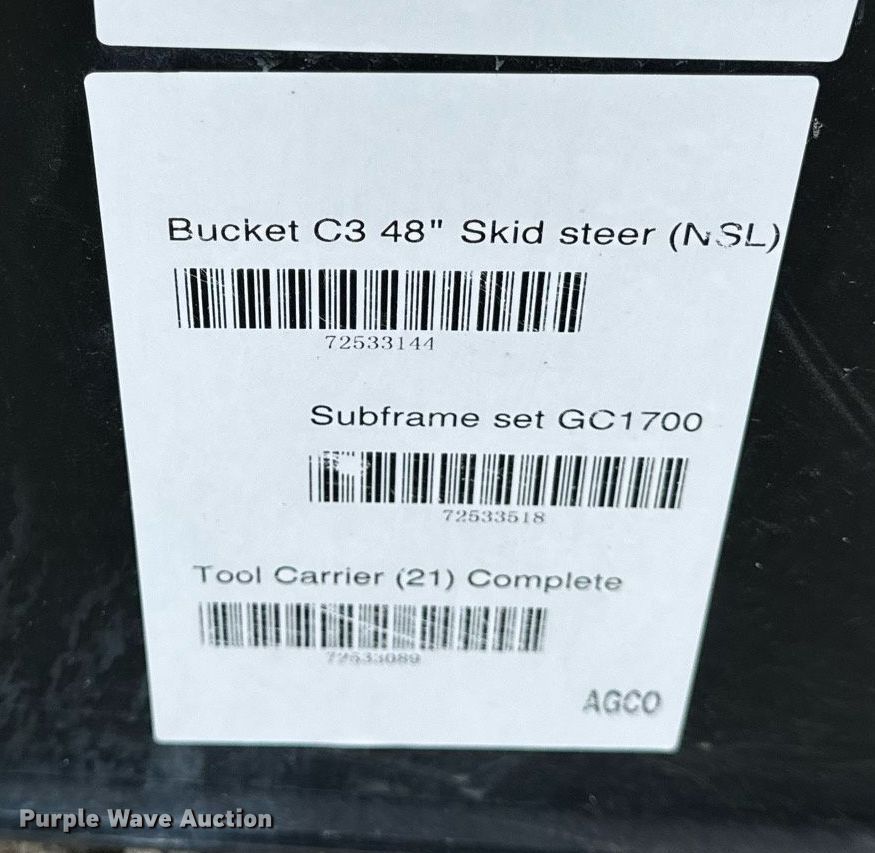 Bucket C3 48" Skid steer (NSL)
72533144
Subframe set GC1700
72533518
Tool Carrier (21) Complete
72533089
AGCO
Purple Wave Auction